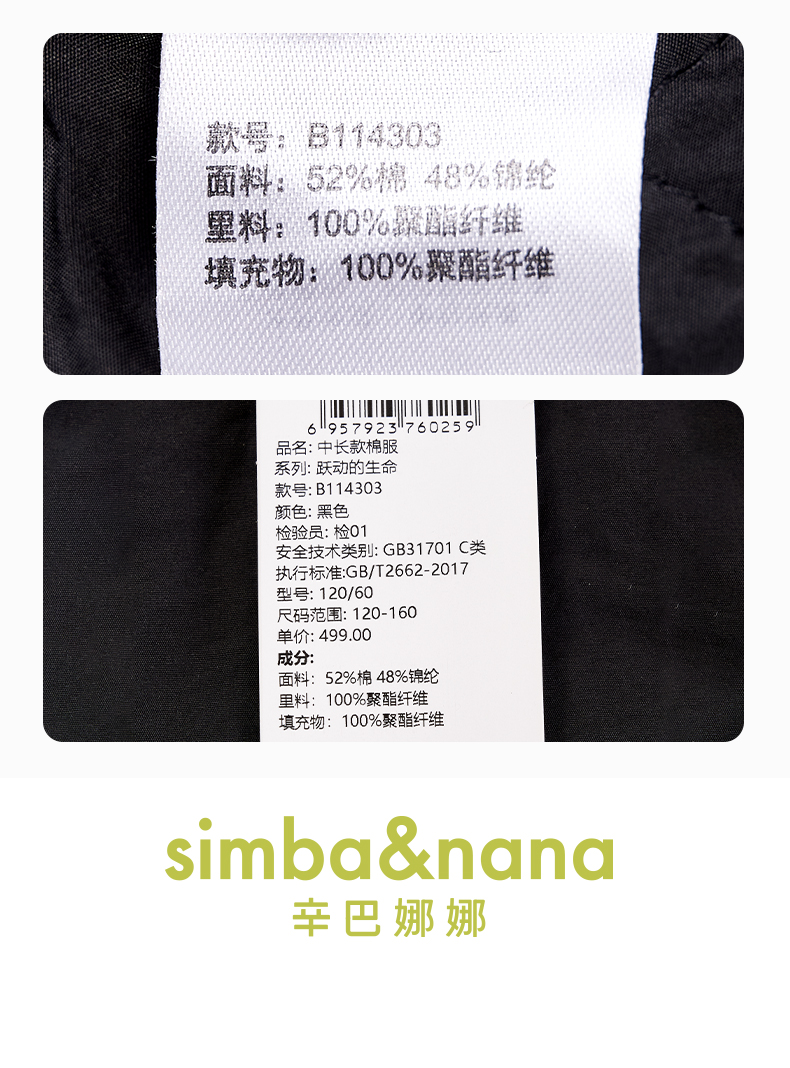 款号：B114303
面料：52%棉 48%锦纶
里料：100%聚酯纤维
填充物：100%聚酯纤维
6 957923 760259
品名: 中长款棉服
系列: 跃动的生命
款号: B114303
颜色: 黑色
检验员: 检01
安全技术类别: GB31701 C类
执行标准:GB/T2662-2017
型号: 120/60
尺码范围: 120-160
单价: 499.00
成分:
面料：52%棉 48%锦纶
里料：100%聚酯纤维
填充物：100%聚酯纤维
simba&nana
辛巴娜娜